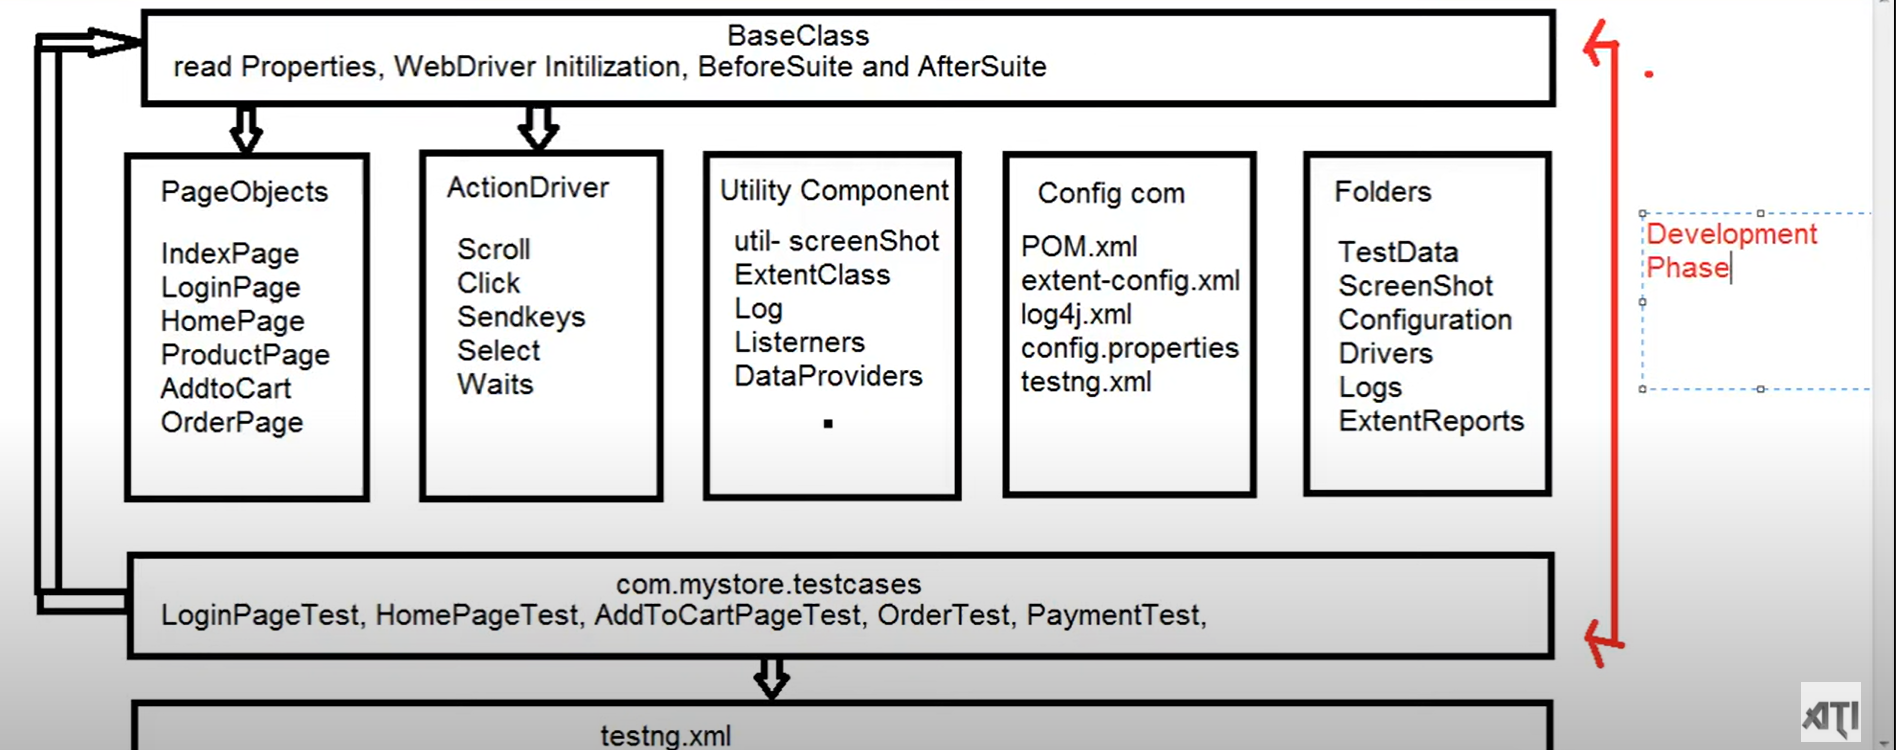 BaseClass
read Properties, WebDriver Initilization, BeforeSuite and AfterSuite
PageObjects
IndexPage
LoginPage
HomePage
ProductPage
AddtoCart
OrderPage
ActionDriver
Scroll
Click
Sendkeys
Select
Waits
Utility Component
util- screenShot
ExtentClass
Log
Listerners
DataProviders
Config com
POM.xml
extent-config.xml
log4j.xml
config.properties
testng.xml
Folders
TestData
ScreenShot
Configuration
Drivers
Logs
ExtentReports
Development
Phase
com.mystore.testcases
LoginPageTest, HomePageTest, AddToCartPageTest, OrderTest, PaymentTest,
testng.xml
ATI